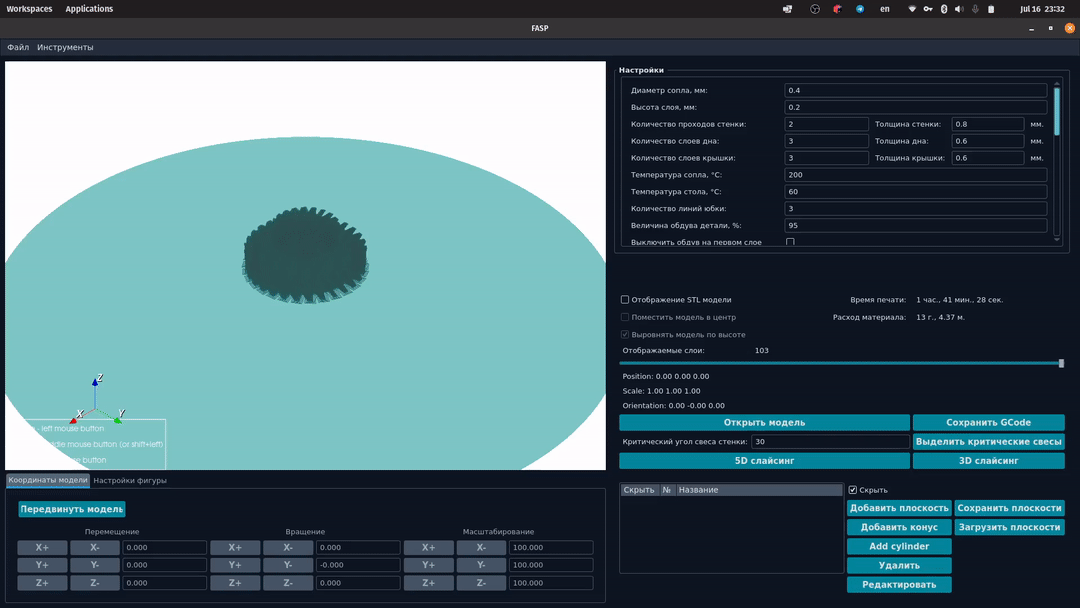 Workspaces Applications en Jul 16 23:32
FASP
Файл Инструменты
Настройки
Диаметр сопла, мм: 0.4
Высота слоя, мм: 0.2
Количество проходов стенки: 2 Толщина стенки: 0.8 мм.
Количество слоев дна: 3 Толщина дна: 0.6 мм.
Количество слоев крышки: 3 Толщина крышки: 0.6 мм.
Температура сопла, °C: 200
Температура стола, °C: 60
Количество линий юбки: 3
Величина обдува детали, %: 95
Выключить обдув на первом слое
Отображение STL модели Время печати: 1 час., 41 мин., 28 сек.
Поместить модель в центр Расход материала: 13 г., 4.37 м.
Выровнять модель по высоте
Отображаемые слои: 103
Position: 0.00 0.00 0.00
Scale: 1.00 1.00 1.00
Orientation: 0.00 -0.00 0.00
Открыть модель Сохранить GCode
Критический угол свеса стенки: 30 Выделить критические свесы
5D слайсинг 3D слайсинг
Z
X Y
- left mouse button
mouse button (or shift+left)
button
Координаты модели Настройки фигуры
Передвинуть модель
Перемещение Вращение Масштабирование
X+ X- 0.000 X+ X- 0.000 X+ X- 100.000
Y+ Y- 0.000 Y+ Y- -0.000 Y+ Y- 100.000
Z+ Z- 0.000 Z+ Z- 0.000 Z+ Z- 100.000
Скрыть № Название
Скрыть
Добавить плоскость Сохранить плоскости
Добавить конус Загрузить плоскости
Add cylinder
Удалить
Редактировать